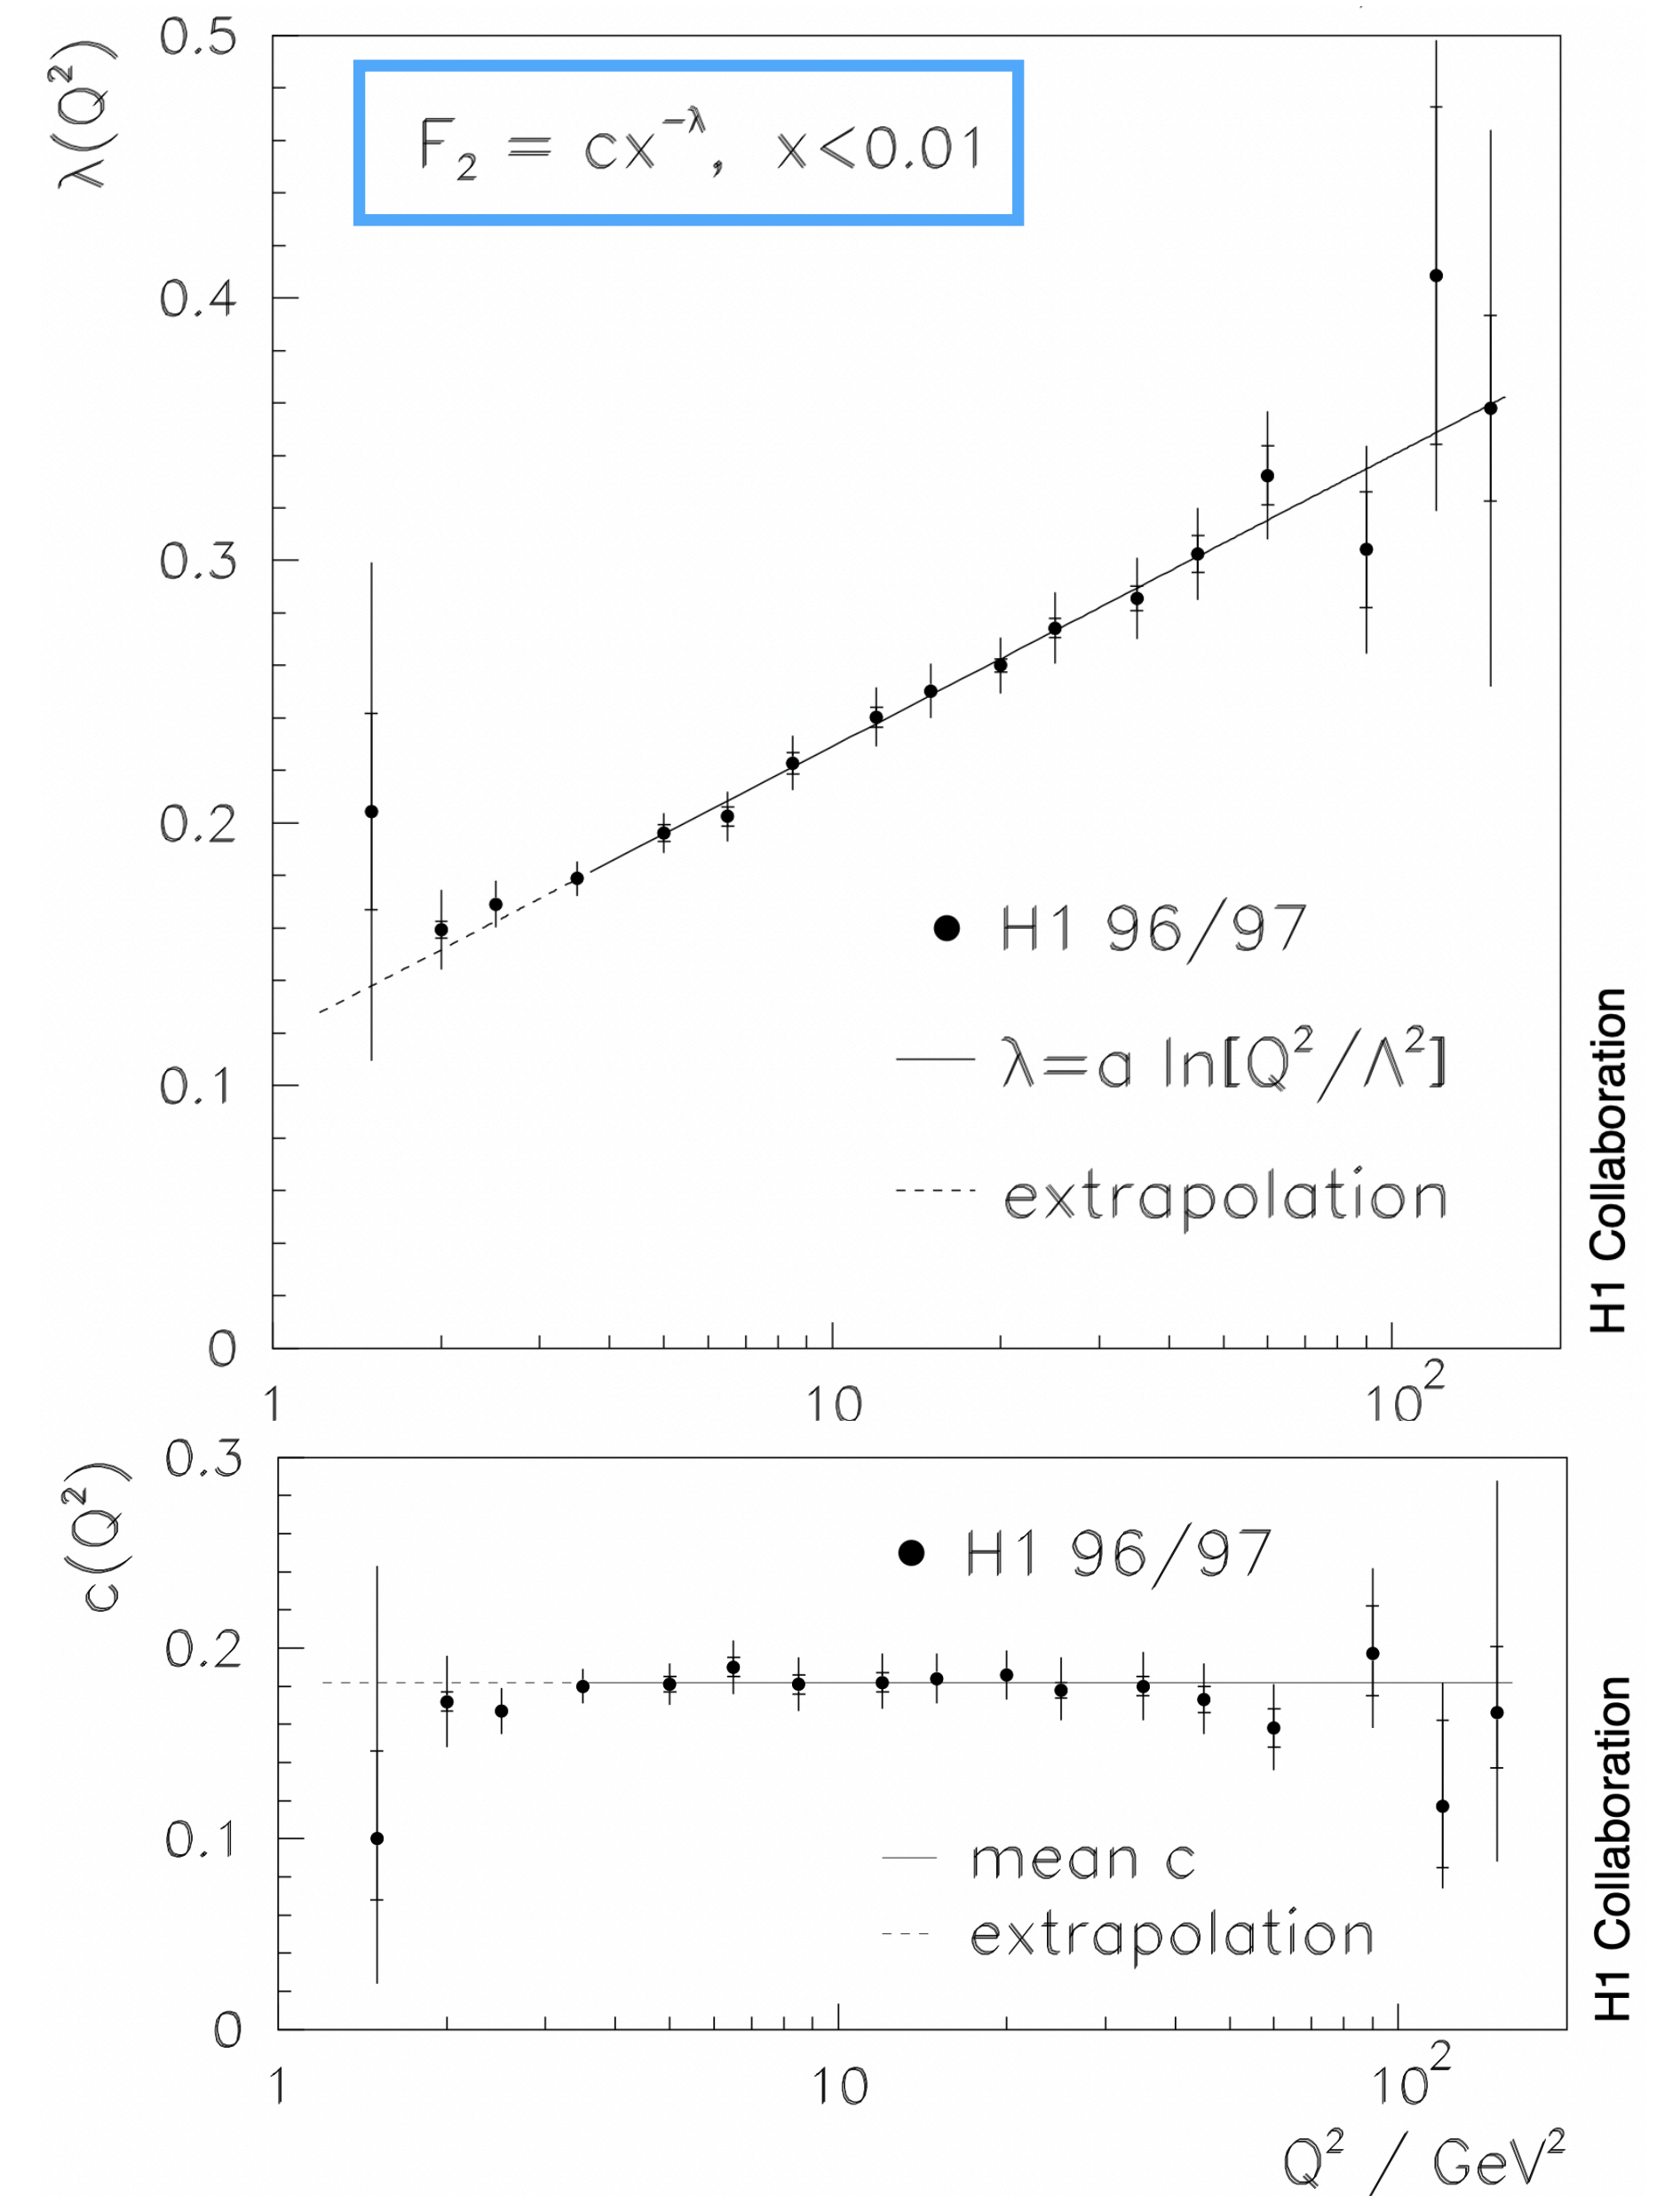 λ(Q²)
0.5
F₂ = cx^−λ, x<0.01
0.4
0.3
0.2
H1 96/97
λ=a ln[Q²/Λ²]
0.1
extrapolation
0
1 10 10²
H1 Collaboration
c(Q²)
0.3
H1 96/97
0.2
0.1
mean c
extrapolation
0
1 10 10²
Q² / GeV²
H1 Collaboration